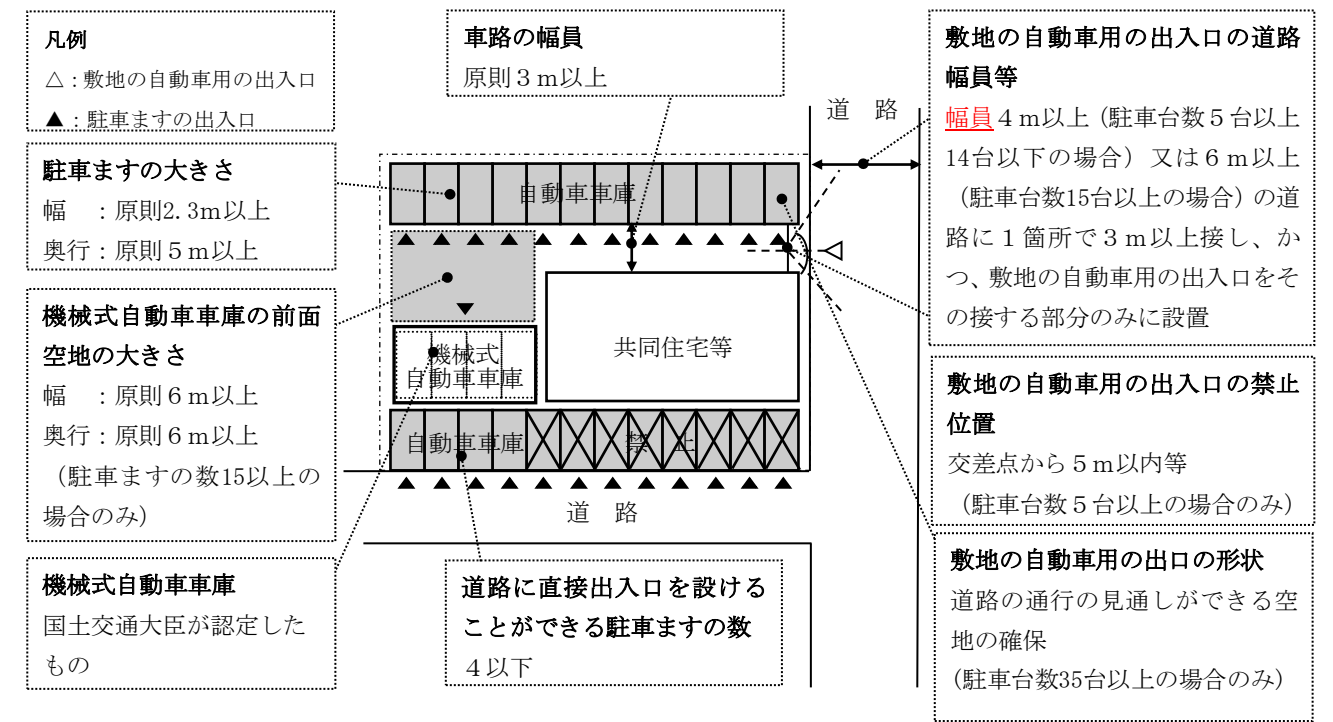 凡例
△：敷地の自動車用の出入口
▲：駐車ますの出入口
駐車ますの大きさ
幅　：原則2.3m以上
奥行：原則５ｍ以上
機械式自動車車庫の前面
空地の大きさ
幅　：原則６ｍ以上
奥行：原則６ｍ以上
（駐車ますの数15以上の
場合のみ）
機械式自動車車庫
国土交通大臣が認定した
もの
車路の幅員
原則３ｍ以上
道　路
自動車車庫
共同住宅等
機械式
自動車車庫
自動車車庫
禁　止
道　路
道路に直接出入口を設ける
ことができる駐車ますの数
４以下
敷地の自動車用の出入口の道路
幅員等
幅員４ｍ以上（駐車台数５台以上
14台以下の場合）又は６ｍ以上
（駐車台数15台以上の場合）の道
路に１箇所で３ｍ以上接し、か
つ、敷地の自動車用の出入口をそ
の接する部分のみに設置
敷地の自動車用の出入口の禁止
位置
交差点から５ｍ以内等
（駐車台数５台以上の場合のみ）
敷地の自動車用の出口の形状
道路の通行の見通しができる空
地の確保
(駐車台数35台以上の場合のみ)